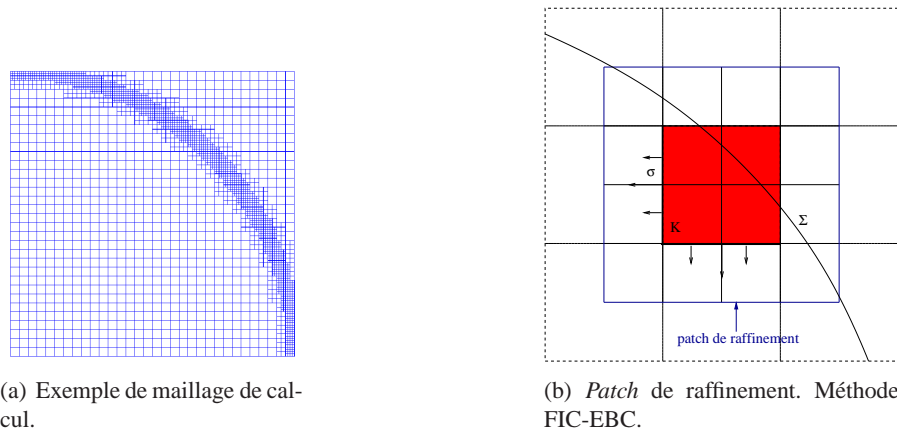 σ
K
Σ
patch de raffinement
(a) Exemple de maillage de cal-
cul.
(b) Patch de raffinement. Méthode
FIC-EBC.